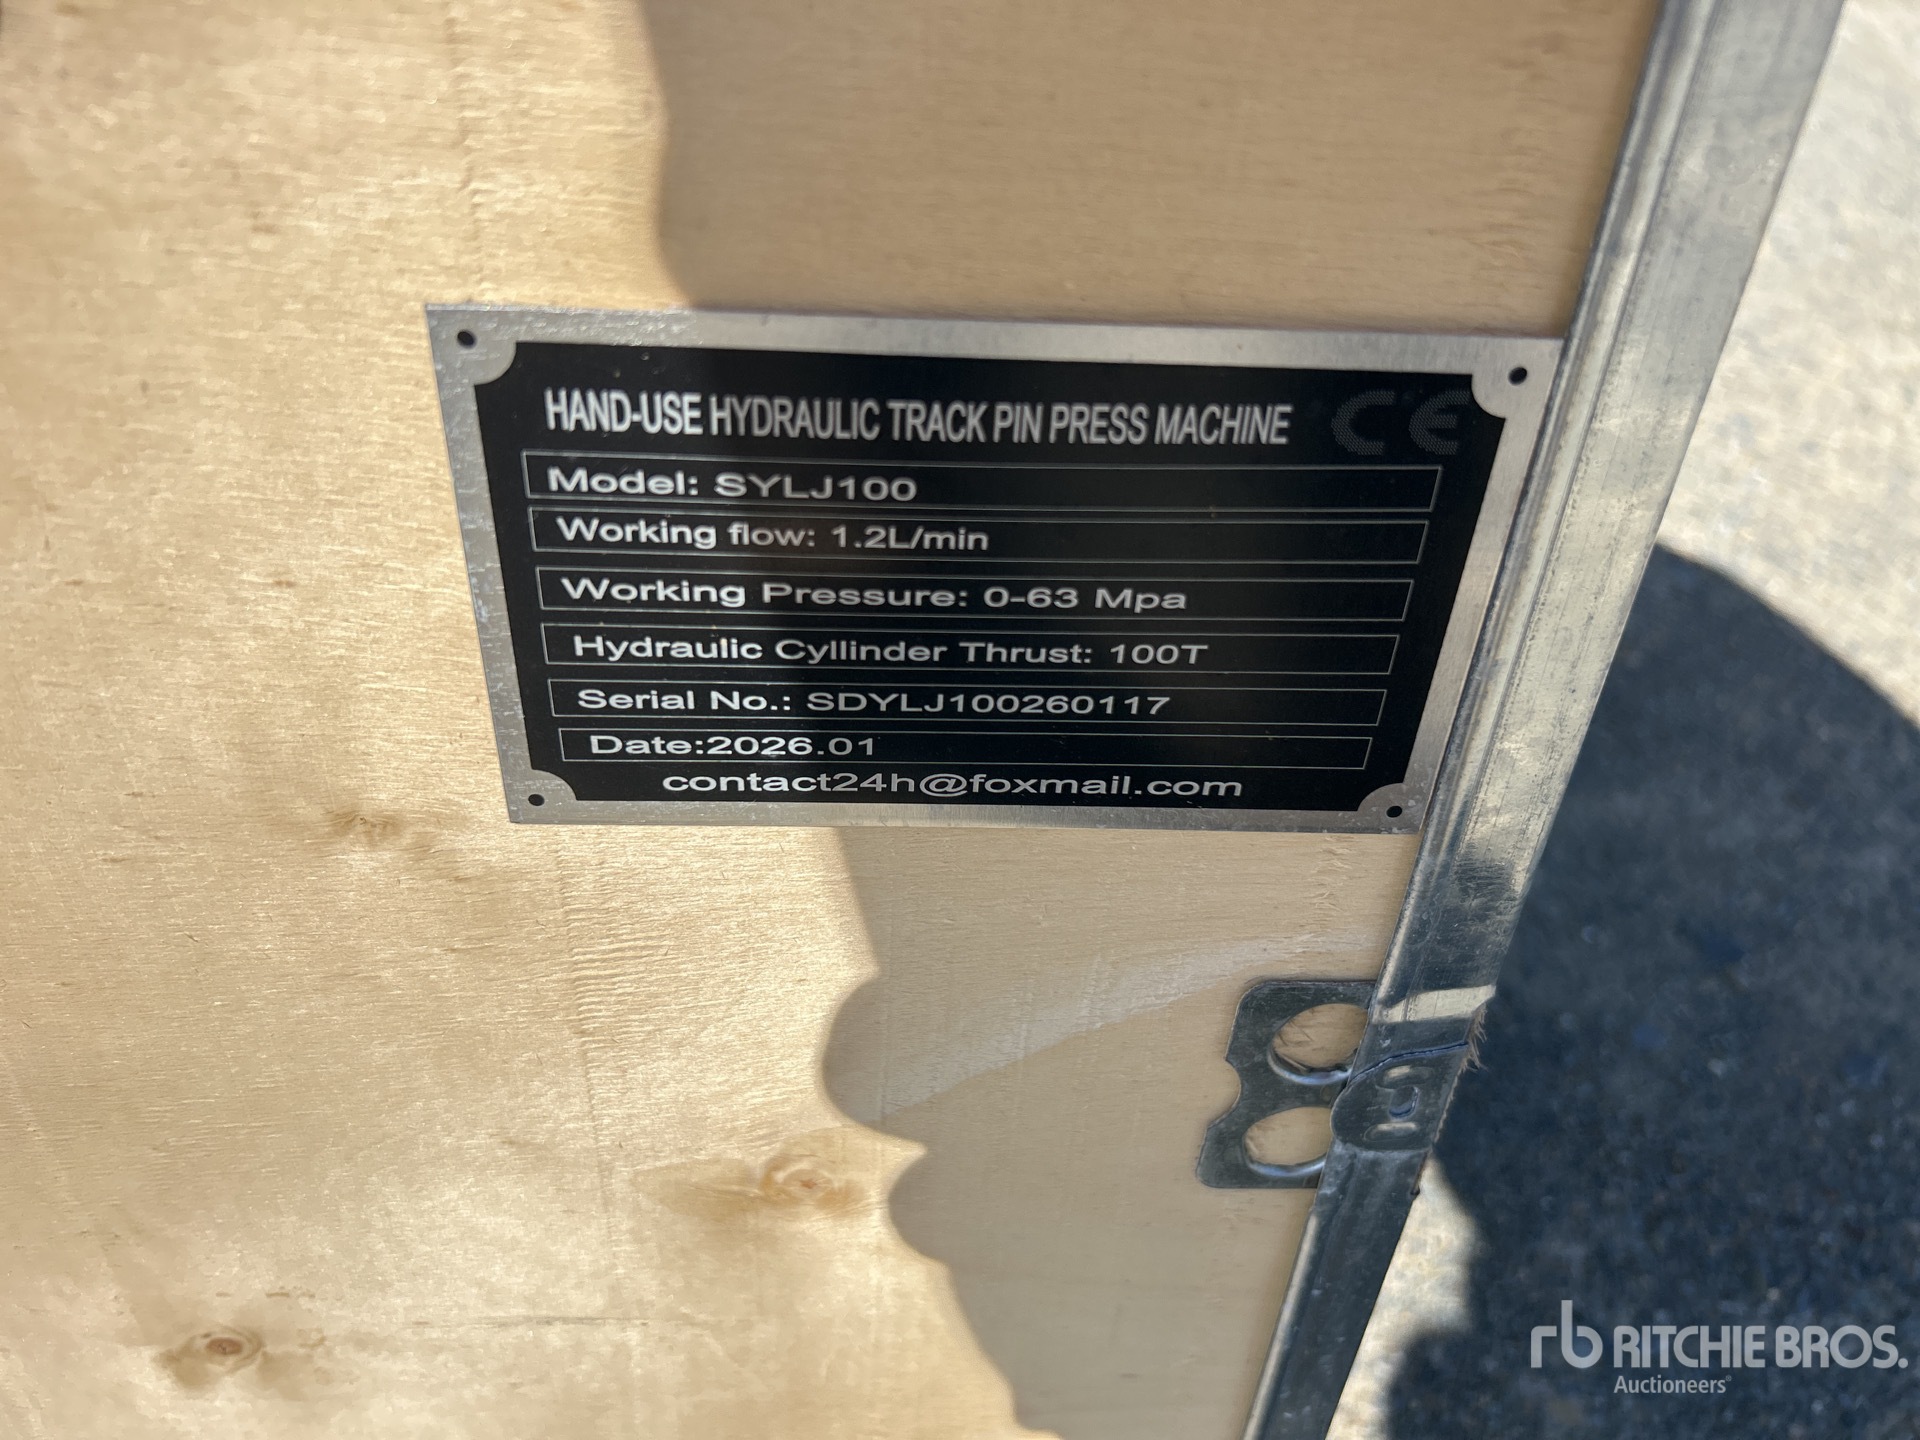 HAND-USE HYDRAULIC TRACK PIN PRESS MACHINE CE
Model: SYLJ100
Working flow: 1.2L/min
Working Pressure: 0-63 Mpa
Hydraulic Cyllinder Thrust: 100T
Serial No.: SDYLJ100260117
Date:2026.01
contact24h@foxmail.com
rb RITCHIE BROS.
Auctioneers